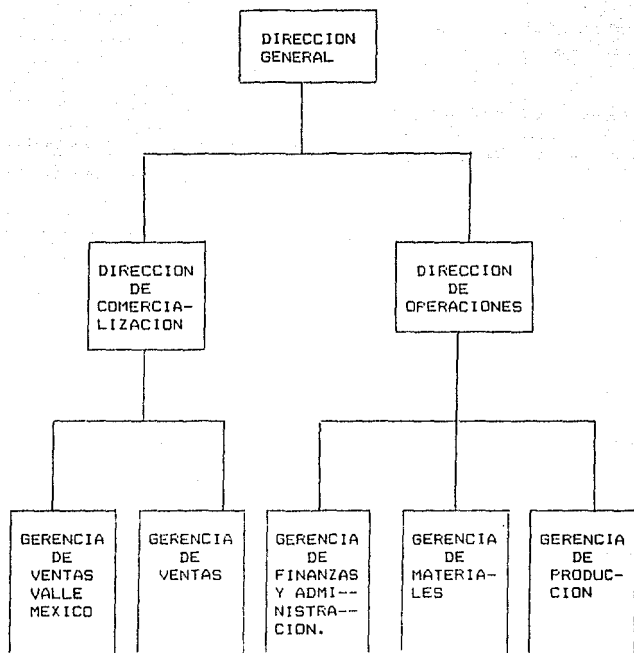 DIRECCION
GENERAL
DIRECCION
DE
COMERCIA-
LIZACION
DIRECCION
DE
OPERACIONES
GERENCIA
DE
VENTAS
VALLE
MEXICO
GERENCIA
DE
VENTAS
GERENCIA
DE
FINANZAS
Y ADMI--
NISTRA--
CION.
GERENCIA
DE
MATERIA-
LES
GERENCIA
DE
PRODUC-
CION